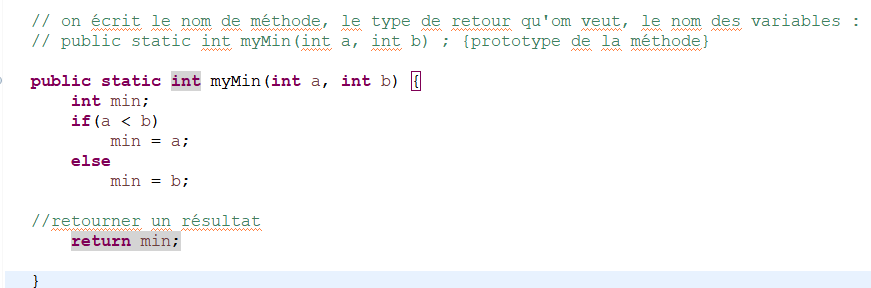 // on écrit le nom de méthode, le type de retour qu'om veut, le nom des variables :
// public static int myMin(int a, int b) ; {prototype de la méthode}
public static int myMin(int a, int b) {
int min;
if(a < b)
min = a;
else
min = b;
//retourner un résultat
return min;
}